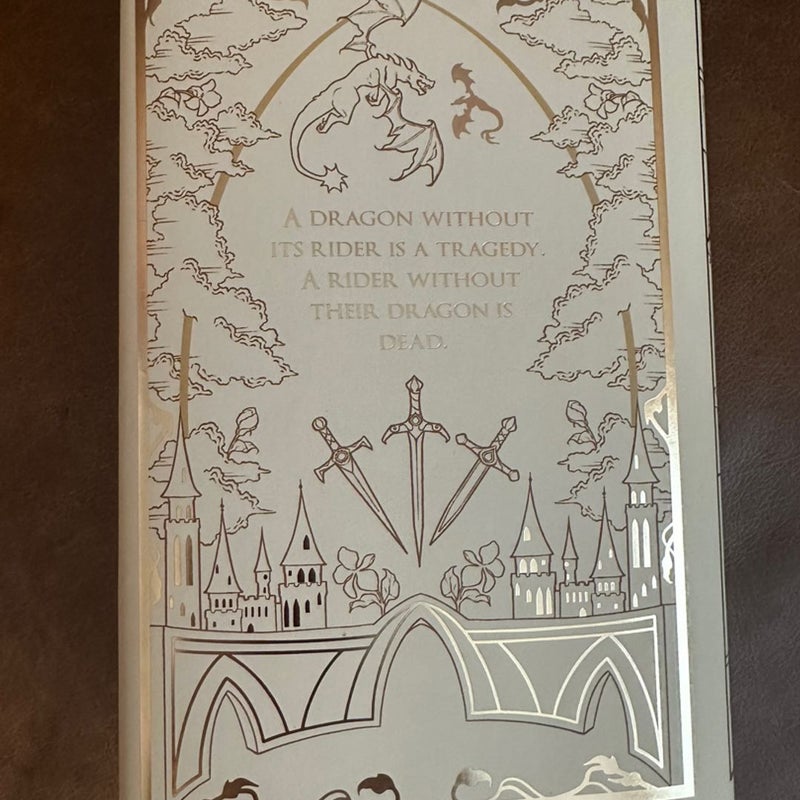 A DRAGON WITHOUT
ITS RIDER IS A TRAGEDY.
A RIDER WITHOUT
THEIR DRAGON IS
DEAD.